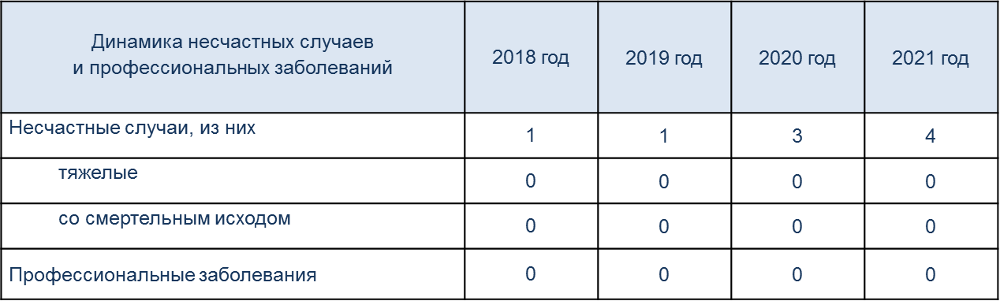 Динамика несчастных случаев
и профессиональных заболеваний
2018 год
2019 год
2020 год
2021 год
Несчастные случаи, из них
1
1
3
4
тяжелые
0
0
0
0
со смертельным исходом
0
0
0
0
Профессиональные заболевания
0
0
0
0